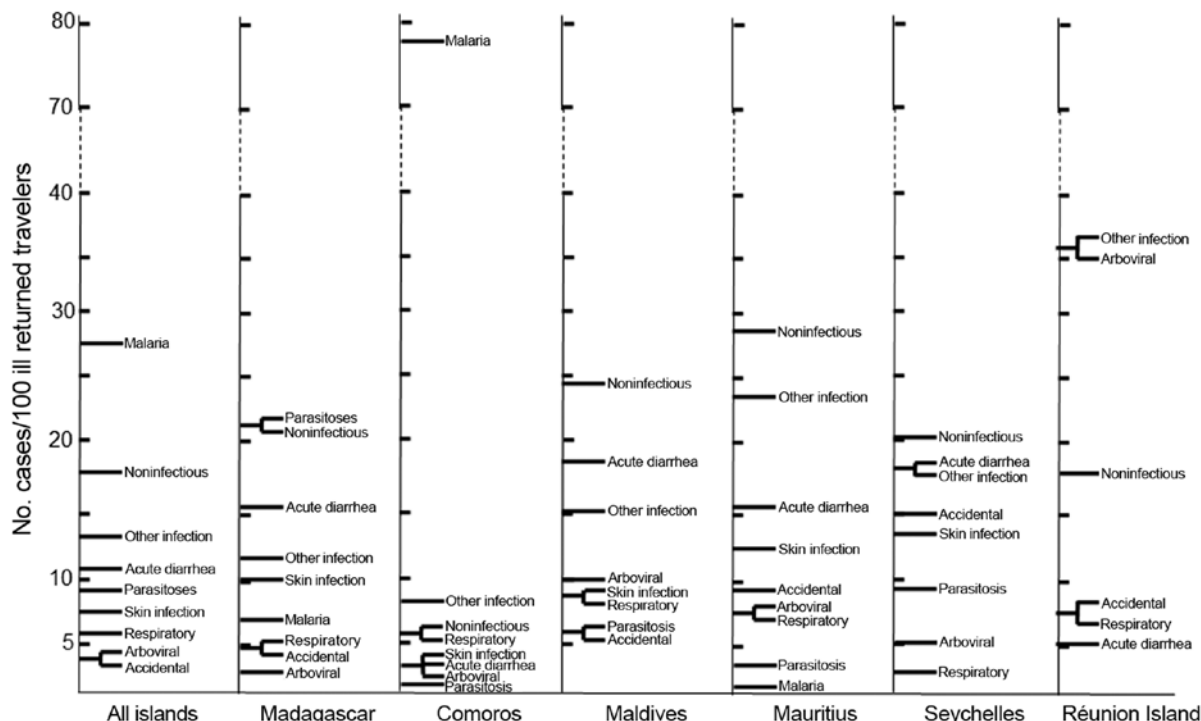 No. cases/100 ill returned travelers
80
70
40
30
20
10
5
Malaria
Noninfectious
Other infection
Acute diarrhea
Parasitoses
Skin infection
Respiratory
Arboviral
Accidental
All islands
Parasitoses
Noninfectious
Acute diarrhea
Other infection
Skin infection
Malaria
Respiratory
Accidental
Arboviral
Madagascar
Malaria
Other infection
Noninfectious
Respiratory
Skin infection
Acute diarrhea
Arboviral
Parasitosis
Comoros
Noninfectious
Acute diarrhea
Other infection
Arboviral
Skin infection
Respiratory
Parasitosis
Accidental
Maldives
Noninfectious
Other infection
Acute diarrhea
Skin infection
Accidental
Arboviral
Respiratory
Parasitosis
Malaria
Mauritius
Noninfectious
Acute diarrhea
Other infection
Accidental
Skin infection
Parasitosis
Arboviral
Respiratory
Seychelles
Other infection
Arboviral
Noninfectious
Accidental
Respiratory
Acute diarrhea
Réunion Island